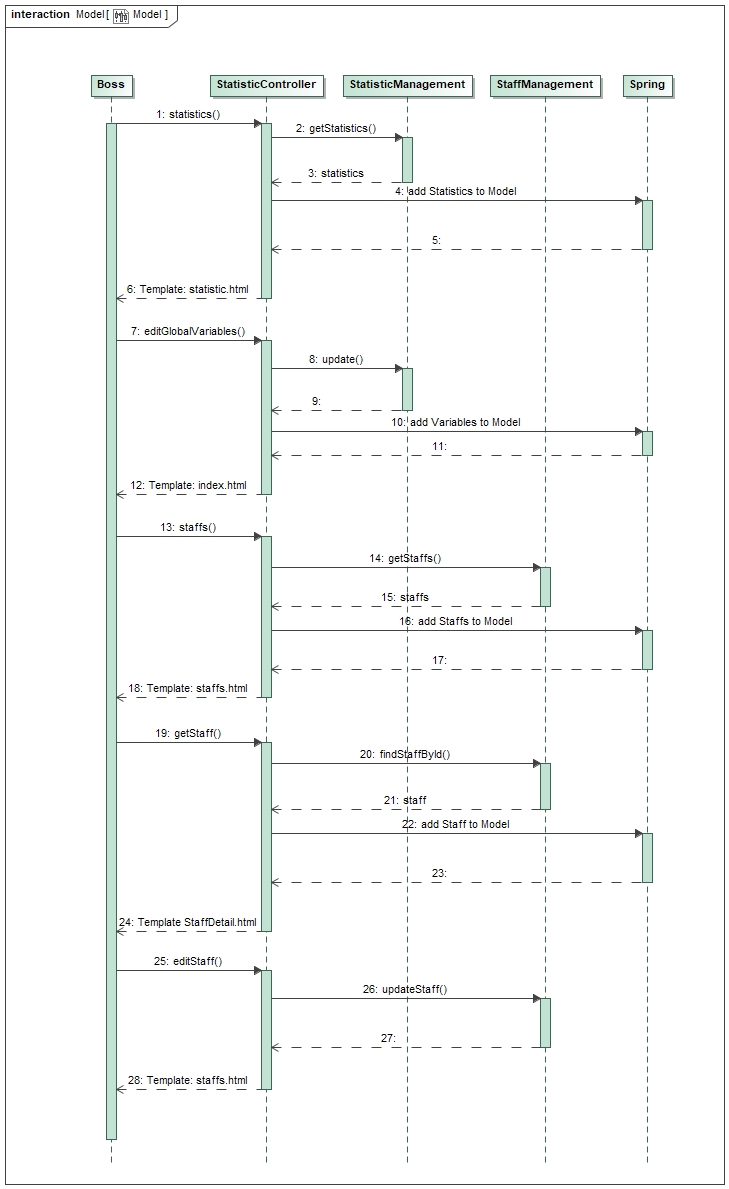 interaction Model[ Model ]
Boss
StatisticController
StatisticManagement
StaffManagement
Spring
1: statistics()
2: getStatistics()
3: statistics
4: add Statistics to Model
5:
6: Template: statistic.html
7: editGlobalVariables()
8: update()
9:
10: add Variables to Model
11:
12: Template: index.html
13: staffs()
14: getStaffs()
15: staffs
16: add Staffs to Model
17:
18: Template: staffs.html
19: getStaff()
20: findStaffById()
21: staff
22: add Staff to Model
23:
24: Template StaffDetail.html
25: editStaff()
26: updateStaff()
27:
28: Template: staffs.html